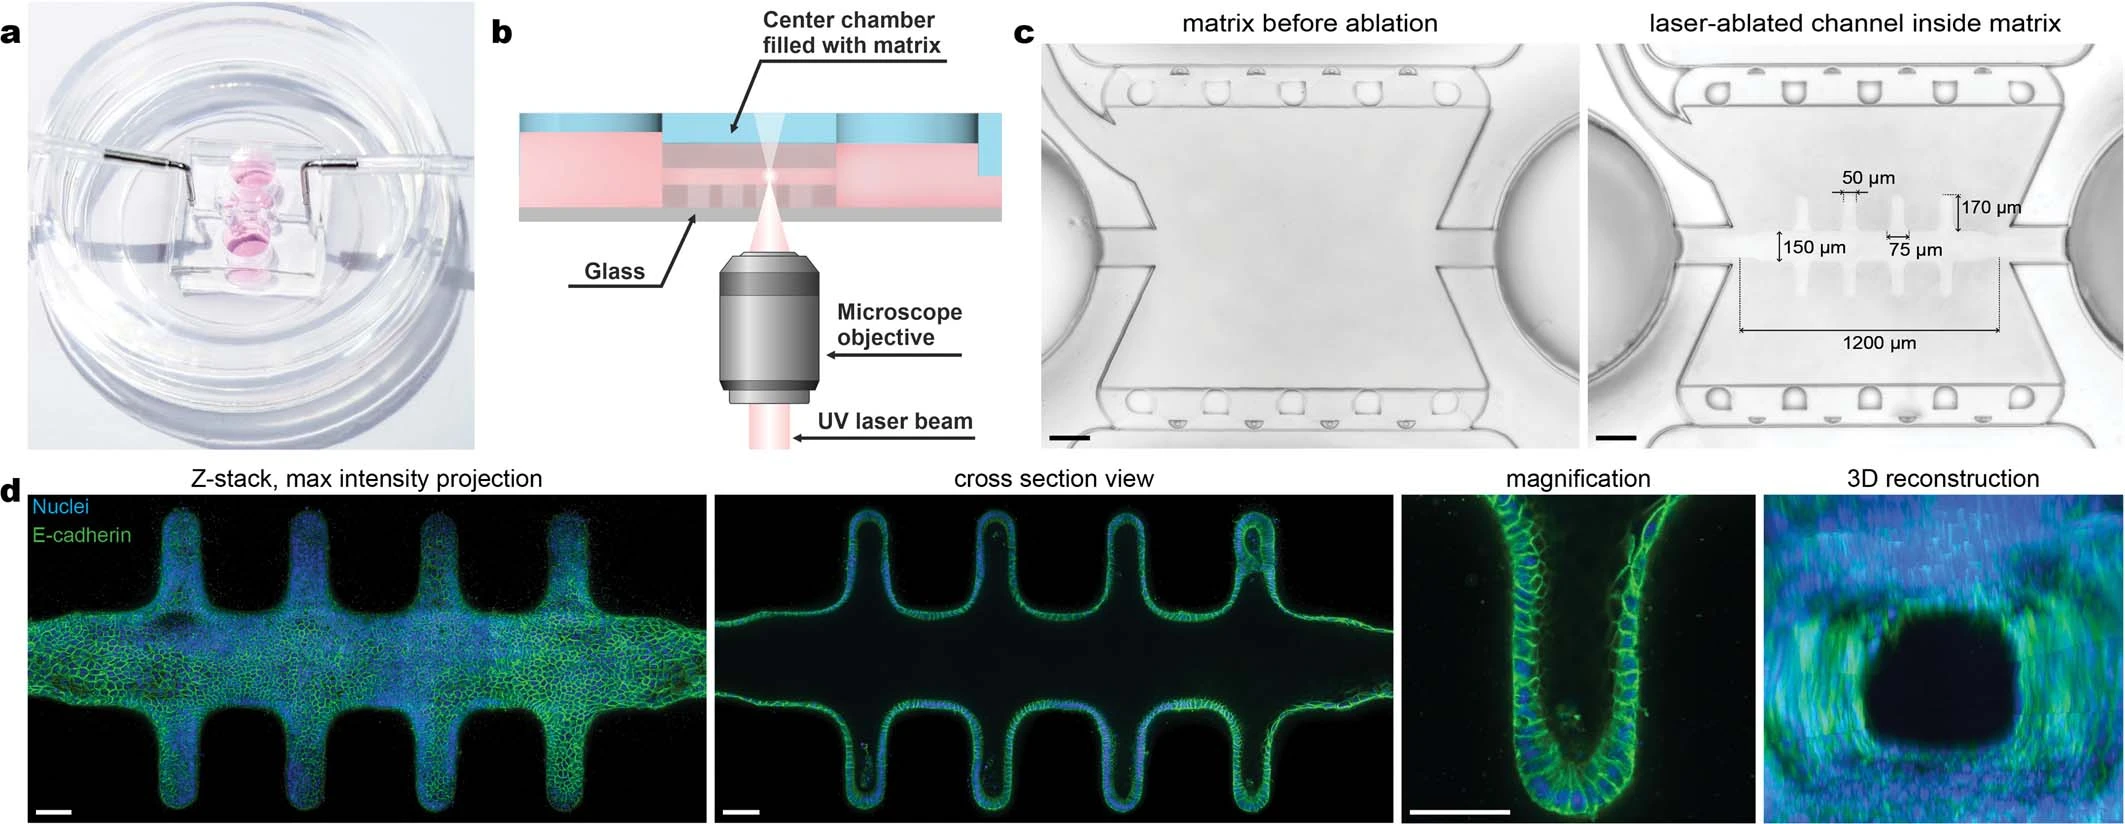 a
b
Center chamber
filled with matrix
Glass
Microscope
objective
UV laser beam
c
matrix before ablation
laser-ablated channel inside matrix
50 µm
170 µm
150 µm
75 µm
1200 µm
d
Z-stack, max intensity projection
cross section view
magnification
3D reconstruction
Nuclei
E-cadherin